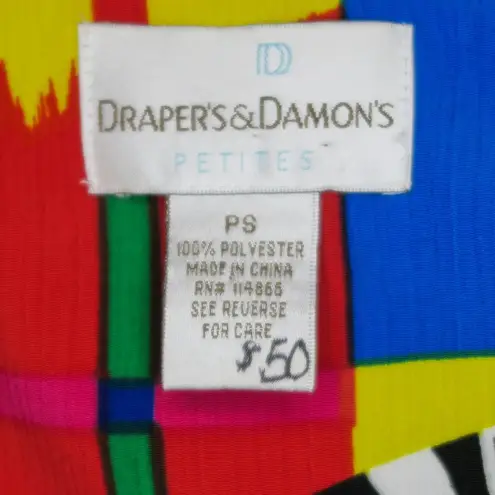 D
DRAPER'S & DAMON'S
PETITES
PS
100% POLYESTER
MADE IN CHINA
RN# 114866
SEE REVERSE
FOR CARE
$50